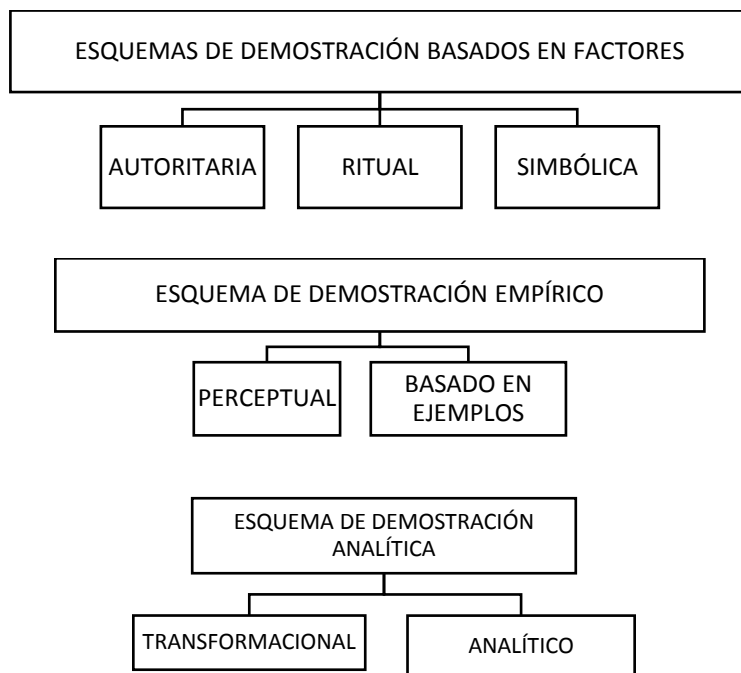 ESQUEMAS DE DEMOSTRACIÓN BASADOS EN FACTORES
AUTORITARIA
RITUAL
SIMBÓLICA
ESQUEMA DE DEMOSTRACIÓN EMPÍRICO
PERCEPTUAL
BASADO EN
EJEMPLOS
ESQUEMA DE DEMOSTRACIÓN
ANALÍTICA
TRANSFORMACIONAL
ANALÍTICO